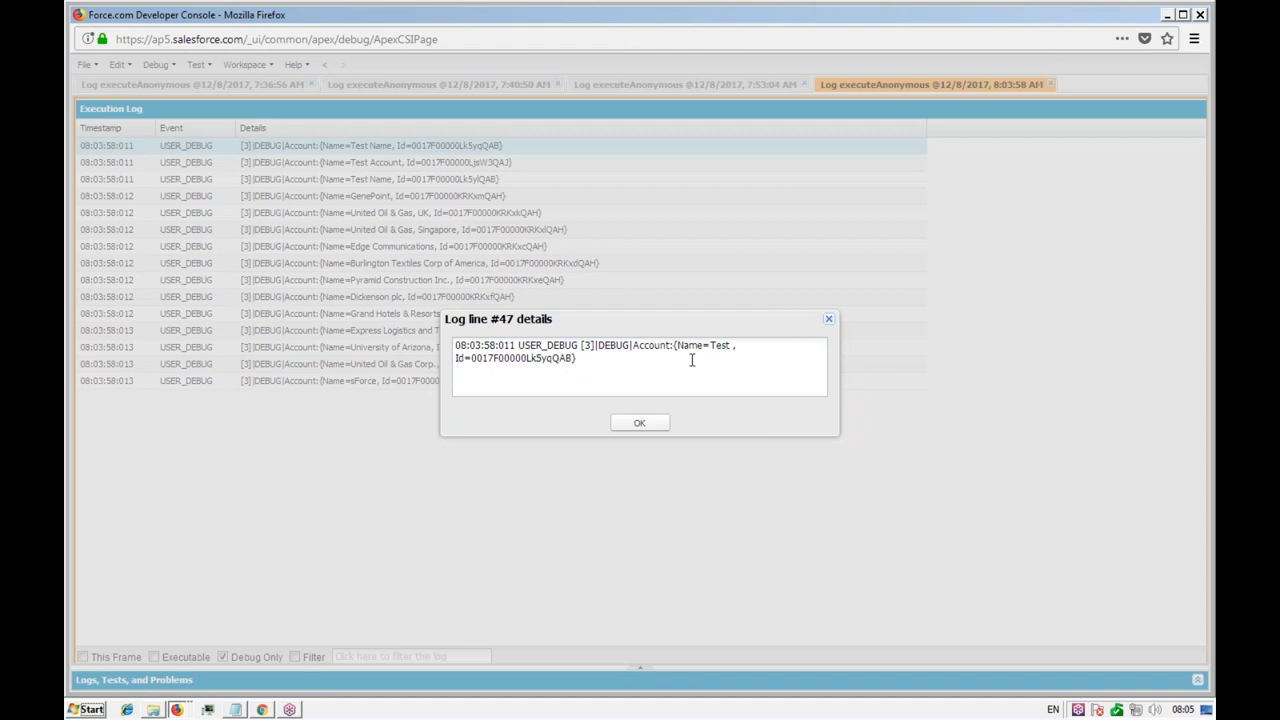 Force.com Developer Console - Mozilla Firefox
https://ap5.salesforce.com/_ui/common/apex/debug/ApexCSIPage
File Edit Debug Test Workspace Help < >
Log executeAnonymous @12/8/2017, 7:36:56 AM Log executeAnonymous @12/8/2017, 7:40:50 AM Log executeAnonymous @12/8/2017, 7:53:04 AM Log executeAnonymous @12/8/2017, 8:03:58 AM
Execution Log
Timestamp Event Details
08:03:58:011 USER_DEBUG [3]|DEBUG|Account:{Name=Test Name, Id=0017F00000Lk5yqQAB}
08:03:58:011 USER_DEBUG [3]|DEBUG|Account:{Name=Test Account, Id=0017F00000LjsW3QAJ}
08:03:58:011 USER_DEBUG [3]|DEBUG|Account:{Name=Test Name, Id=0017F00000Lk5ylQAB}
08:03:58:012 USER_DEBUG [3]|DEBUG|Account:{Name=GenePoint, Id=0017F00000KRKxmQAH}
08:03:58:012 USER_DEBUG [3]|DEBUG|Account:{Name=United Oil & Gas, UK, Id=0017F00000KRKxkQAH}
08:03:58:012 USER_DEBUG [3]|DEBUG|Account:{Name=United Oil & Gas, Singapore, Id=0017F00000KRKxlQAH}
08:03:58:012 USER_DEBUG [3]|DEBUG|Account:{Name=Edge Communications, Id=0017F00000KRKxcQAH}
08:03:58:012 USER_DEBUG [3]|DEBUG|Account:{Name=Burlington Textiles Corp of America, Id=0017F00000KRKxdQAH}
08:03:58:012 USER_DEBUG [3]|DEBUG|Account:{Name=Pyramid Construction Inc., Id=0017F00000KRKxeQAH}
08:03:58:012 USER_DEBUG [3]|DEBUG|Account:{Name=Dickenson plc, Id=0017F00000KRKxfQAH}
08:03:58:012 USER_DEBUG [3]|DEBUG|Account:{Name=Grand Hotels & Resorts
08:03:58:013 USER_DEBUG [3]|DEBUG|Account:{Name=Express Logistics and T
08:03:58:013 USER_DEBUG [3]|DEBUG|Account:{Name=University of Arizona, I
08:03:58:013 USER_DEBUG [3]|DEBUG|Account:{Name=United Oil & Gas Corp.,
08:03:58:013 USER_DEBUG [3]|DEBUG|Account:{Name=sForce, Id=0017F0000
Log line #47 details
08:03:58:011 USER_DEBUG [3]|DEBUG|Account:{Name=Test ,
Id=0017F00000Lk5yqQAB}
OK
This Frame Executable Debug Only Filter Click here to filter the log
Logs, Tests, and Problems
Start EN 08:05